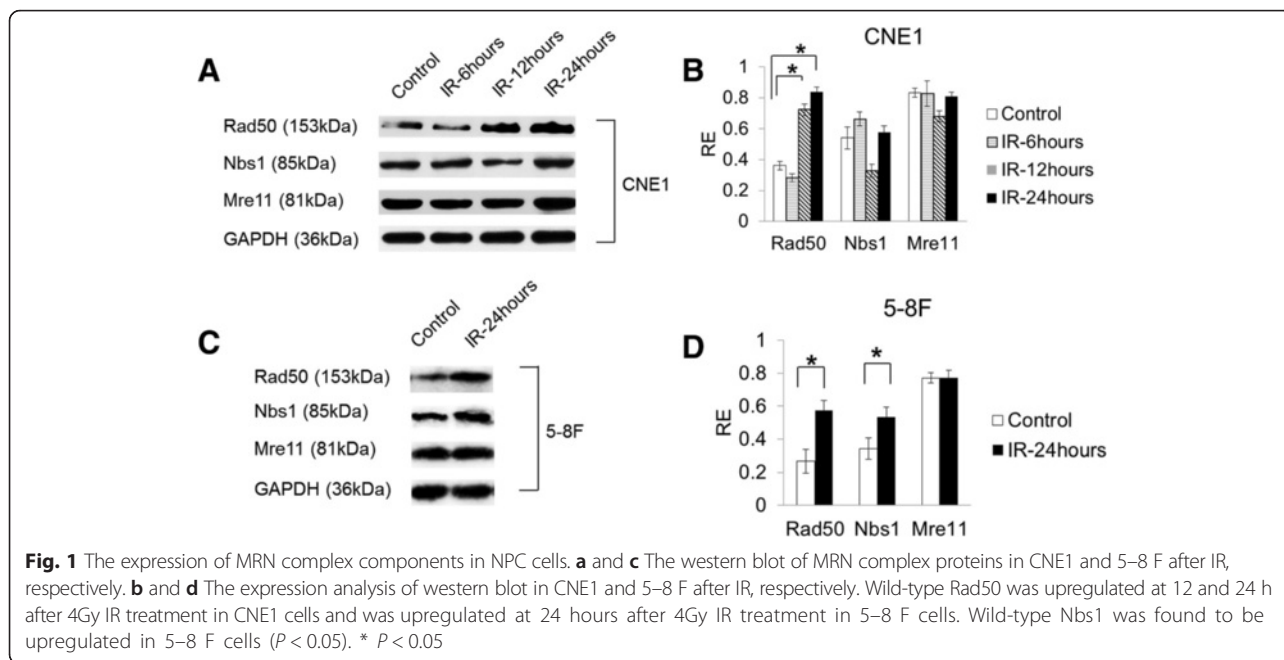 A
Control
IR-6hours
IR-12hours
IR-24hours
Rad50 (153kDa)
Nbs1 (85kDa)
Mre11 (81kDa)
GAPDH (36kDa)
CNE1
B
CNE1
*
*
1
0.8
0.6
0.4
0.2
0
RE
Rad50 Nbs1 Mre11
Control
IR-6hours
IR-12hours
IR-24hours
C
Control
IR-24hours
Rad50 (153kDa)
Nbs1 (85kDa)
Mre11 (81kDa)
GAPDH (36kDa)
5-8F
D
5-8F
* *
1
0.8
0.6
0.4
0.2
0
RE
Rad50 Nbs1 Mre11
Control
IR-24hours
Fig. 1 The expression of MRN complex components in NPC cells. a and c The western blot of MRN complex proteins in CNE1 and 5–8 F after IR,
respectively. b and d The expression analysis of western blot in CNE1 and 5–8 F after IR, respectively. Wild-type Rad50 was upregulated at 12 and 24 h
after 4Gy IR treatment in CNE1 cells and was upregulated at 24 hours after 4Gy IR treatment in 5–8 F cells. Wild-type Nbs1 was found to be
upregulated in 5–8 F cells (P < 0.05). * P < 0.05